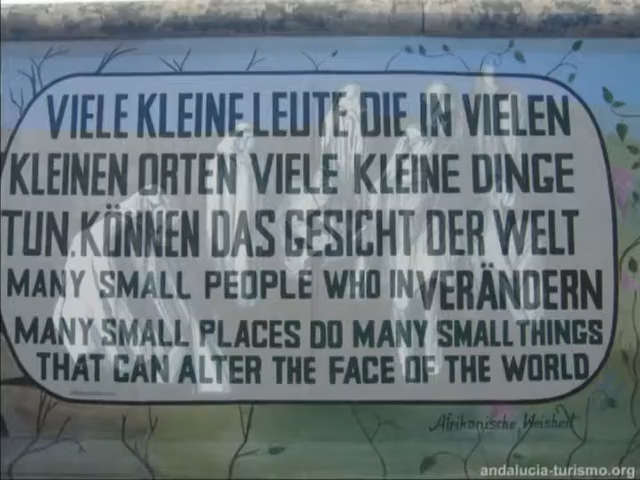 VIELE KLEINE LEUTE DIE IN VIELEN
KLEINEN ORTEN VIELE KLEINE DINGE
TUN, KÖNNEN DAS GESICHT DER WELT
MANY SMALL PEOPLE WHO IN VERÄNDERN
MANY SMALL PLACES DO MANY SMALL THINGS
THAT CAN ALTER THE FACE OF THE WORLD
Afrikanische Weisheit
andalucia-turismo.org